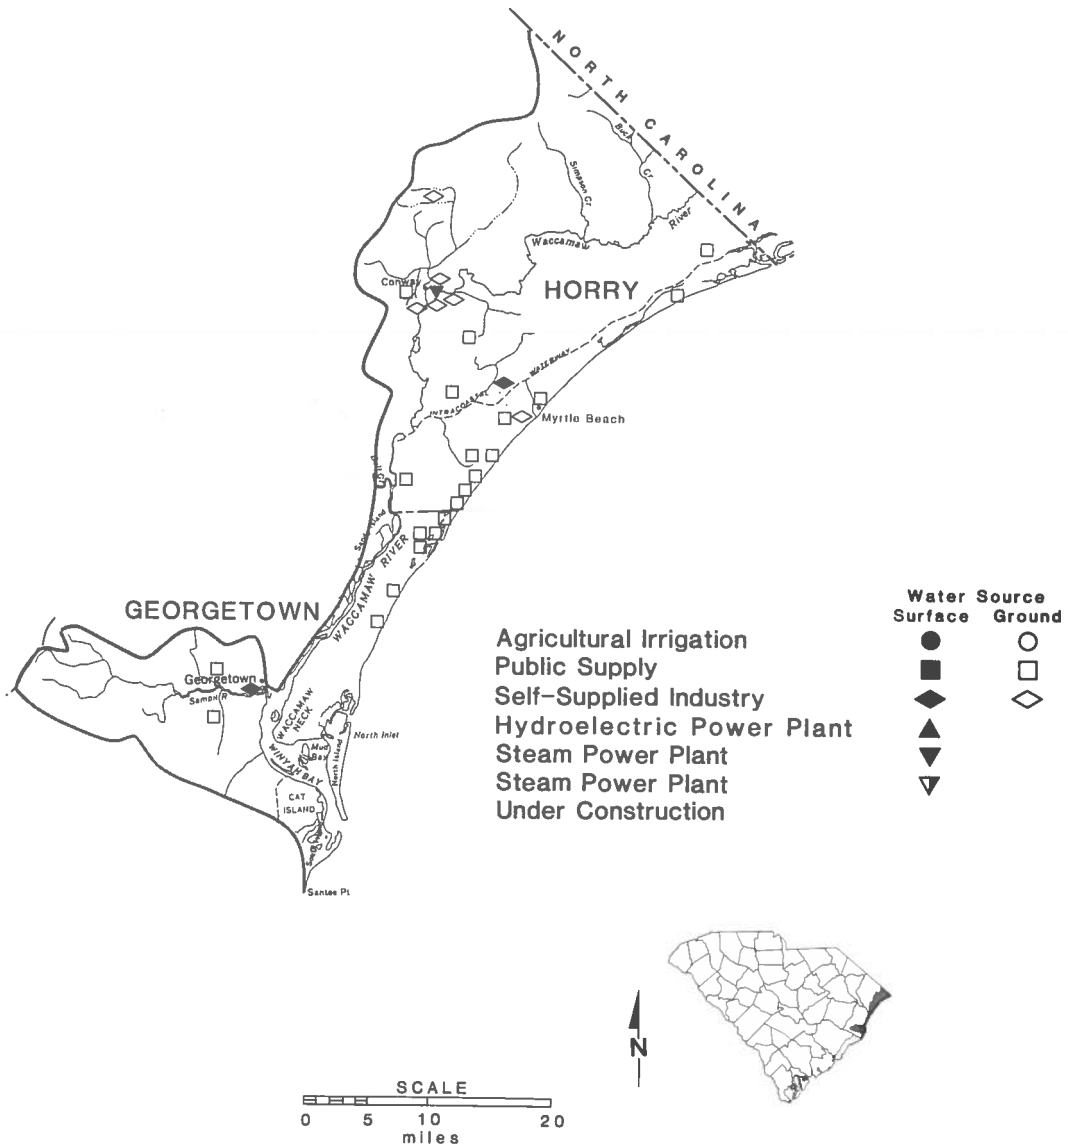 NORTH CAROLINA
Buck
Cr
Simpson Cr
River
Waccamaw
Conway
HORRY
WATERWAY
INTRACOASTAL
Myrtle Beach
Sandy Island
WACCAMAW RIVER
GEORGETOWN
Georgetown
Sampit R
WACCAMAW
NECK
North Inlet
Mud
Bay
North Island
WINYAH BAY
CAT
ISLAND
Santee Pt
Water Source
Surface Ground
Agricultural Irrigation
Public Supply
Self-Supplied Industry
Hydroelectric Power Plant
Steam Power Plant
Steam Power Plant
Under Construction
N
SCALE
0 5 10 20
miles